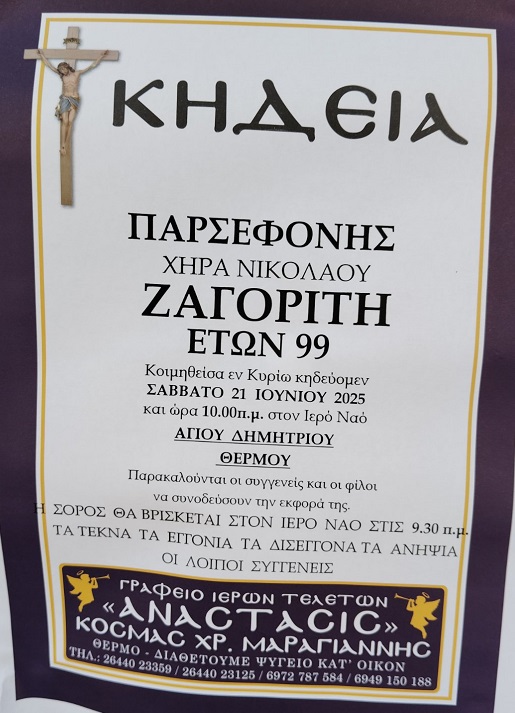 ΚΗΔΕΙΑ
ΠΑΡΣΕΦΟΝΗΣ
ΧΗΡΑ ΝΙΚΟΛΑΟΥ
ΖΑΓΟΡΙΤΗ
ΕΤΩΝ 99
Κοιμηθείσα εν Κυρίω κηδεύομεν
ΣΑΒΒΑΤΟ 21 ΙΟΥΝΙΟΥ 2025
και ώρα 10.00π.μ. στον Ιερό Ναό
ΑΓΙΟΥ ΔΗΜΗΤΡΙΟΥ
ΘΕΡΜΟΥ
Παρακαλούνται οι συγγενείς και οι φίλοι
να συνοδεύσουν την εκφορά της.
Η ΣΟΡΟΣ ΘΑ ΒΡΙΣΚΕΤΑΙ ΣΤΟΝ ΙΕΡΟ ΝΑΟ ΣΤΙΣ 9.30 π.μ.
ΤΑ ΤΕΚΝΑ ΤΑ ΕΓΓΟΝΙΑ ΤΑ ΔΙΣΕΓΓΟΝΑ ΤΑ ΑΝΗΨΙΑ
ΟΙ ΛΟΙΠΟΙ ΣΥΓΓΕΝΕΙΣ
ΓΡΑΦΕΙΟ ΙΕΡΩΝ ΤΕΛΕΤΩΝ
«ΑΝΑCΤΑCΙC»
ΚΟCΜΑC ΧΡ. ΜΑΡΑΓΙΑΝΝΗC
ΘΕΡΜΟ - ΔΙΑΘΕΤΟΥΜΕ ΨΥΓΕΙΟ ΚΑΤ' ΟΙΚΟΝ
ΤΗΛ.: 26440 23359 / 26440 23125 / 6972 787 584 / 6949 150 188